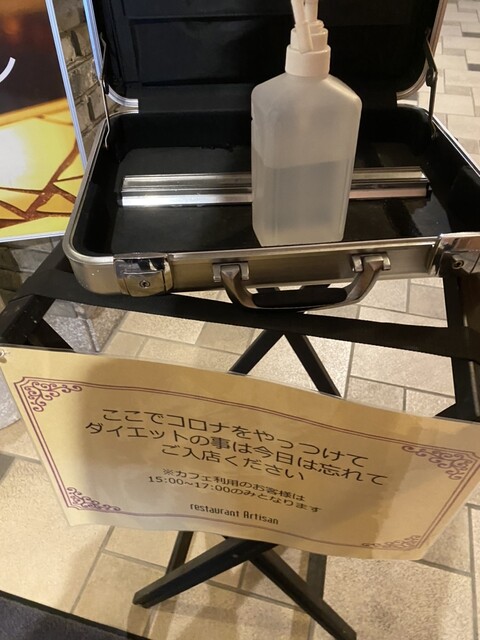 ここでコロナをやっつけて
ダイエットの事は今日は忘れて
ご入店ください
※カフェ利用のお客様は
15:00~17:00のみとなります
restaurant Artisan